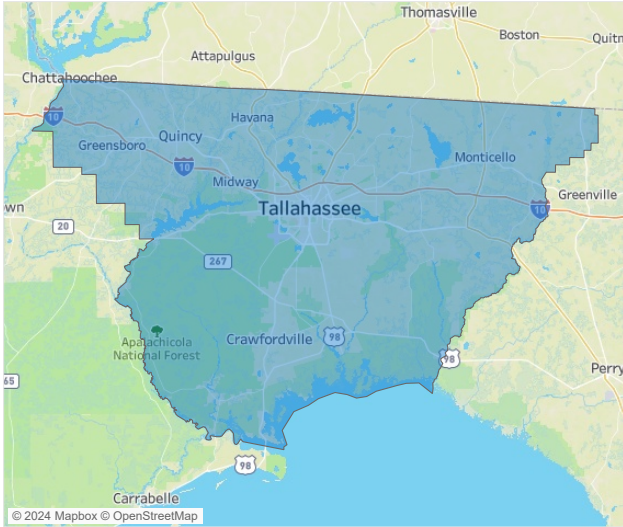 Thomasville
Boston
Quitm
Attapulgus
Chattahoochee
10
Havana
Quincy
Greensboro
Monticello
10
Midway
Greenville
Tallahassee
own
10
20
267
Apalachicola
National Forest
Crawfordville
98
98
Perry
65
98
Carrabelle
© 2024 Mapbox © OpenStreetMap